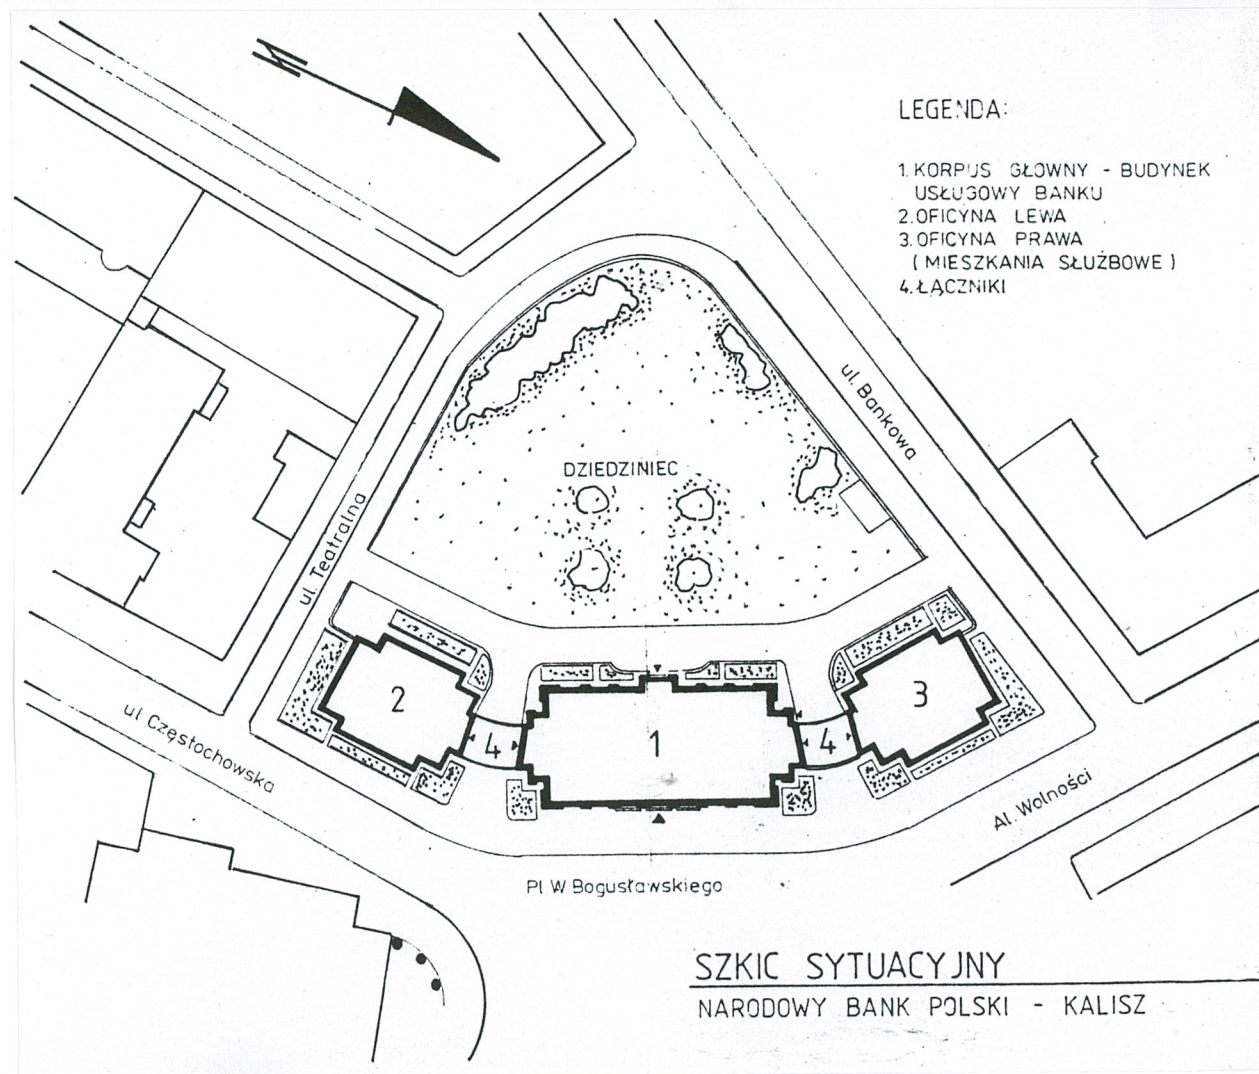 N
LEGENDA:
1. KORPUS GŁOWNY - BUDYNEK
USŁUGOWY BANKU
2. OFICYNA LEWA
3. OFICYNA PRAWA
( MIESZKANIA SŁUŻBOWE )
4. ŁĄCZNIKI
ul. Bankowa
DZIEDZINIEC
ul. Teatralna
2
3
4
1
4
ul Częstochowska
Al. Wolności
Pl W Bogusławskiego
SZKIC SYTUACYJNY
NARODOWY BANK POLSKI - KALISZ